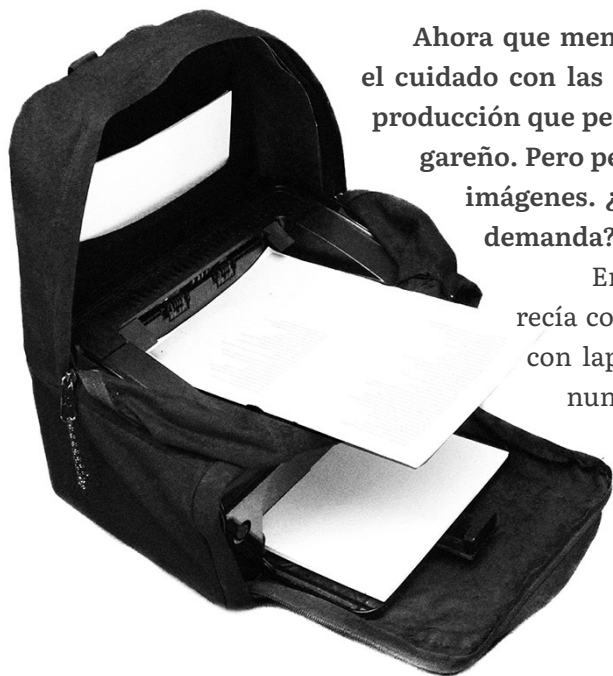 Ahora que men
el cuidado con las
producción que pe
gareño. Pero pe
imágenes. ¿
demanda?
En
recía co
con lap
nun